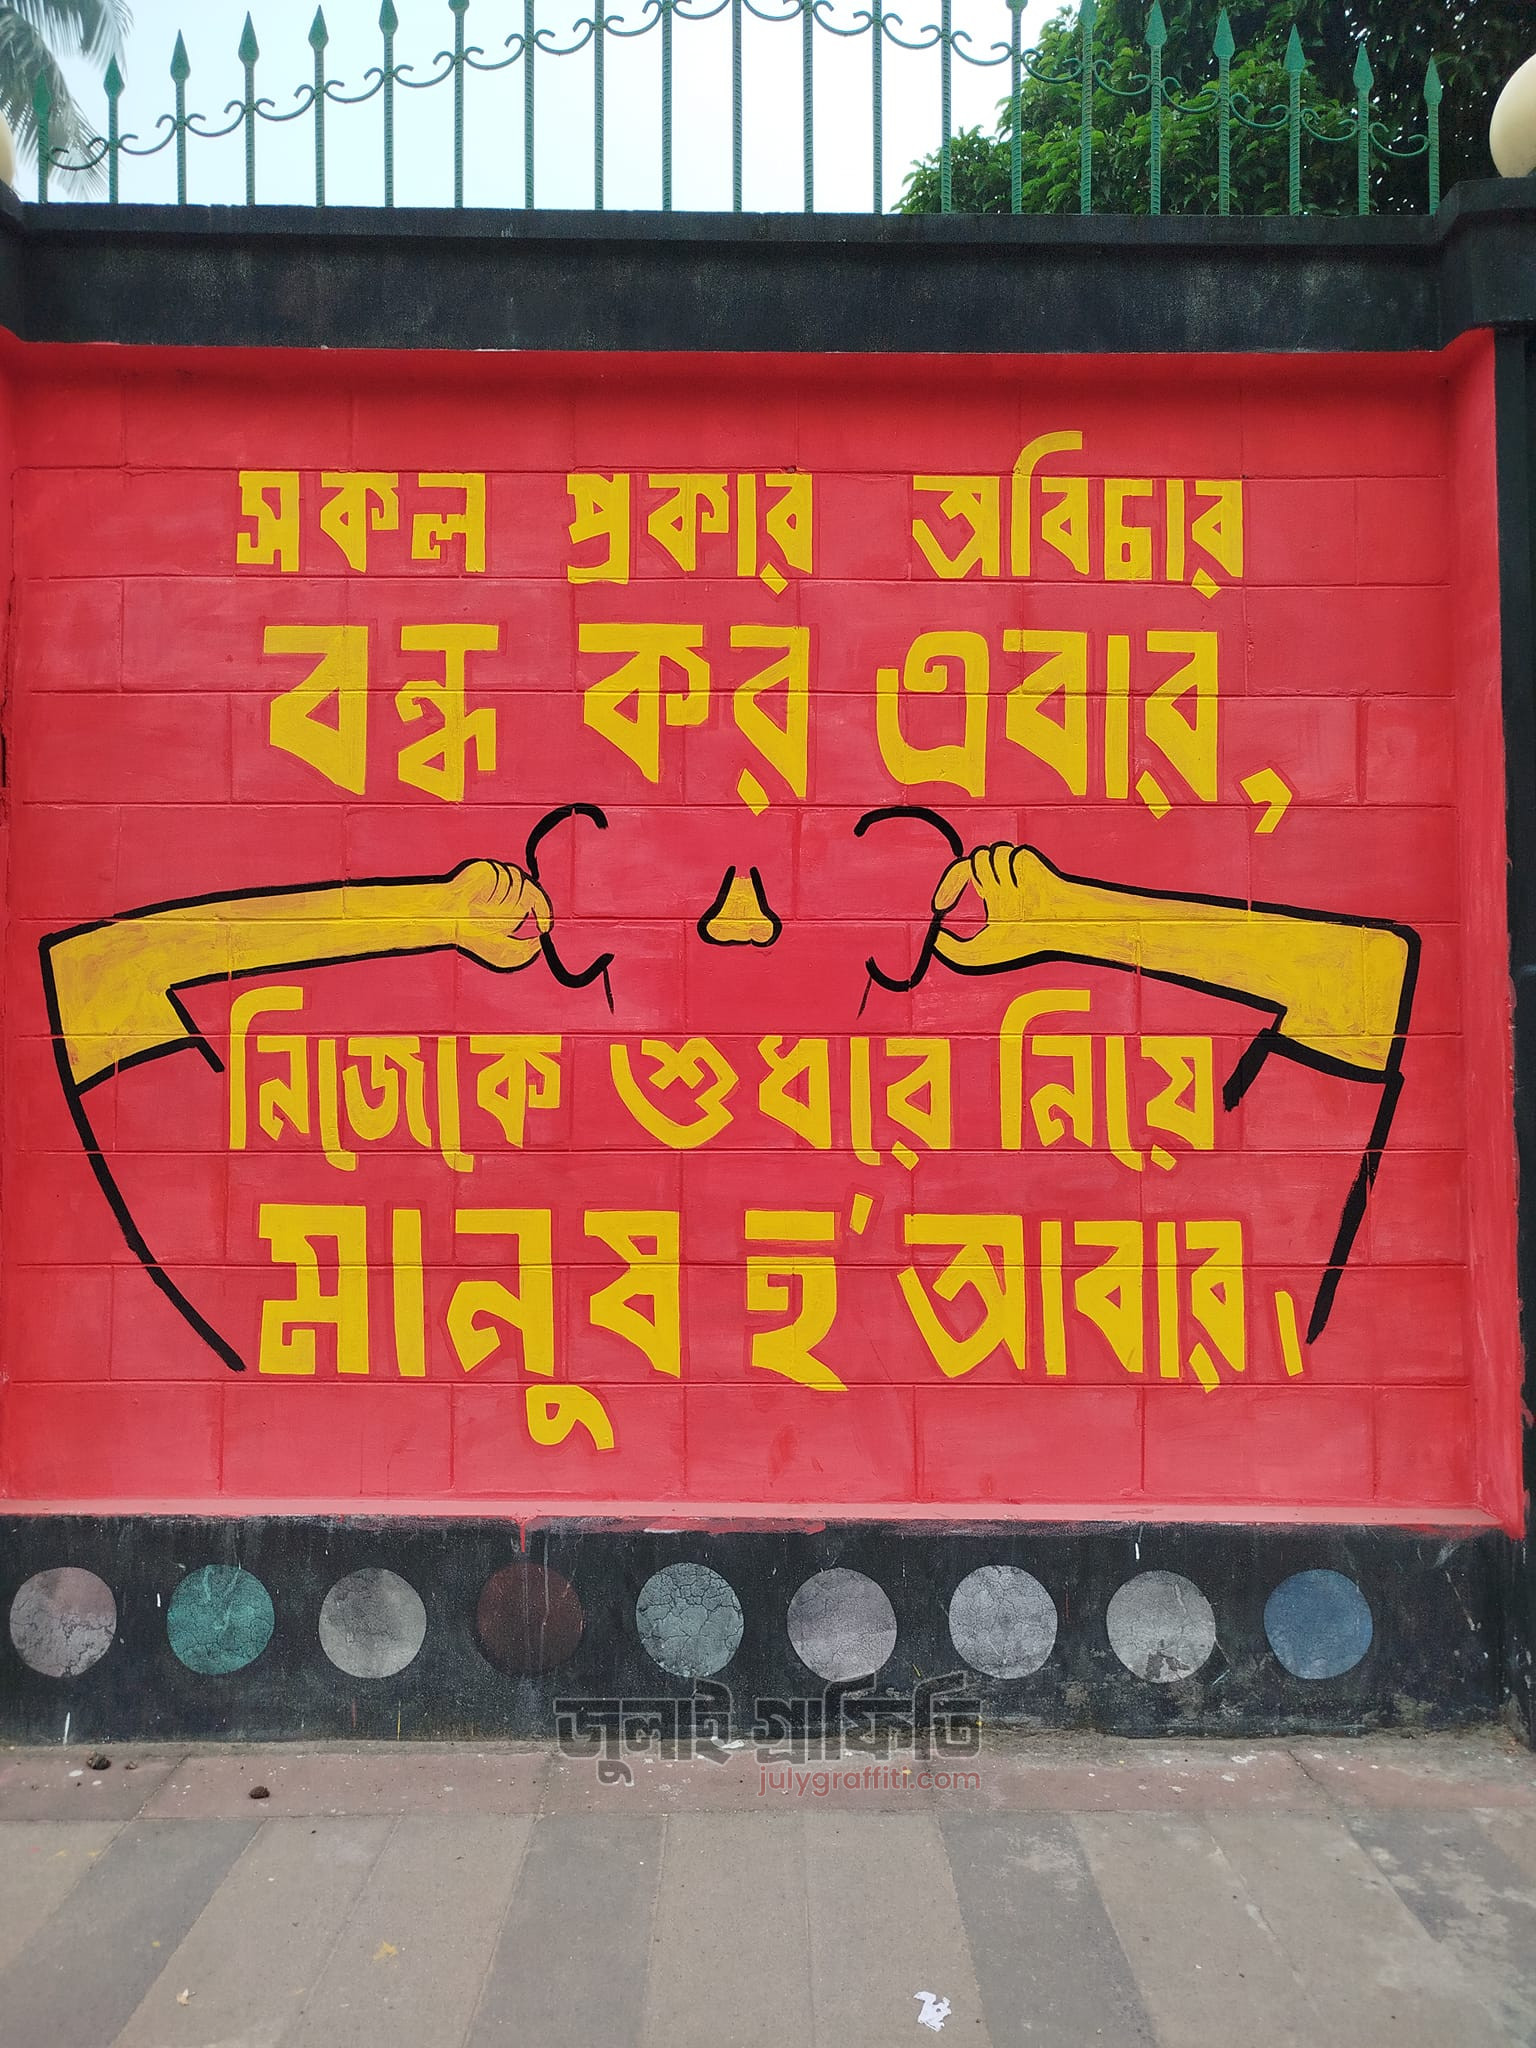 সকল প্রকার অবিচার
বন্ধ কর এবার,
নিজেকে শুধরে নিয়ে
মানুষ হ' আবার।
জুলাই গ্রাফিতি
julygraffiti.com